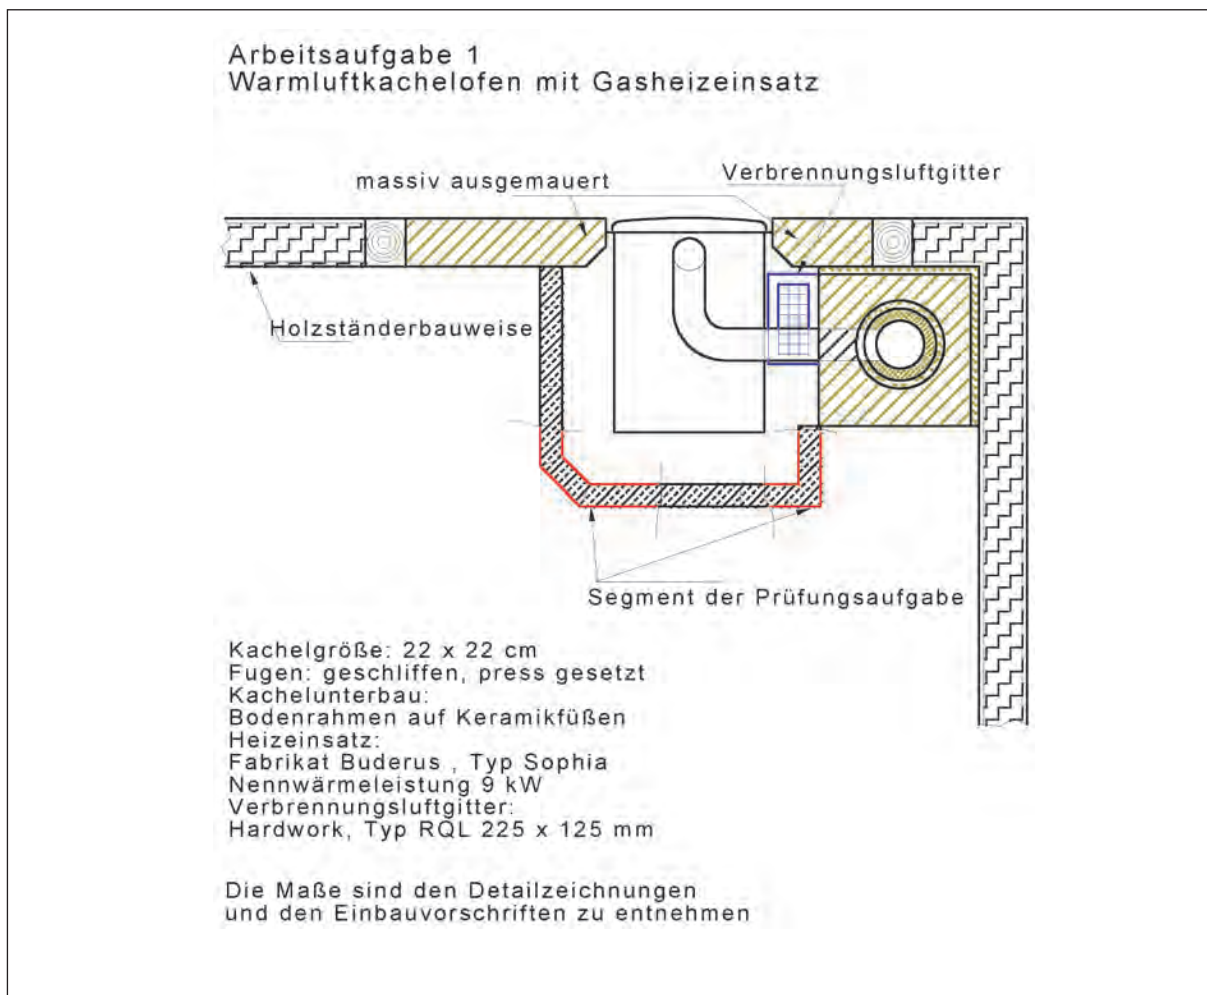 Arbeitsaufgabe 1
Warmluftkachelofen mit Gasheizeinsatz
massiv ausgemauert
Verbrennungsluftgitter
Holzständerbauweise
Segment der Prüfungsaufgabe
Kachelgröße: 22 x 22 cm
Fugen: geschliffen, press gesetzt
Kachelunterbau:
Bodenrahmen auf Keramikfüßen
Heizeinsatz:
Fabrikat Buderus , Typ Sophia
Nennwärmeleistung 9 kW
Verbrennungsluftgitter:
Hardwork, Typ RQL 225 x 125 mm
Die Maße sind den Detailzeichnungen
und den Einbauvorschriften zu entnehmen